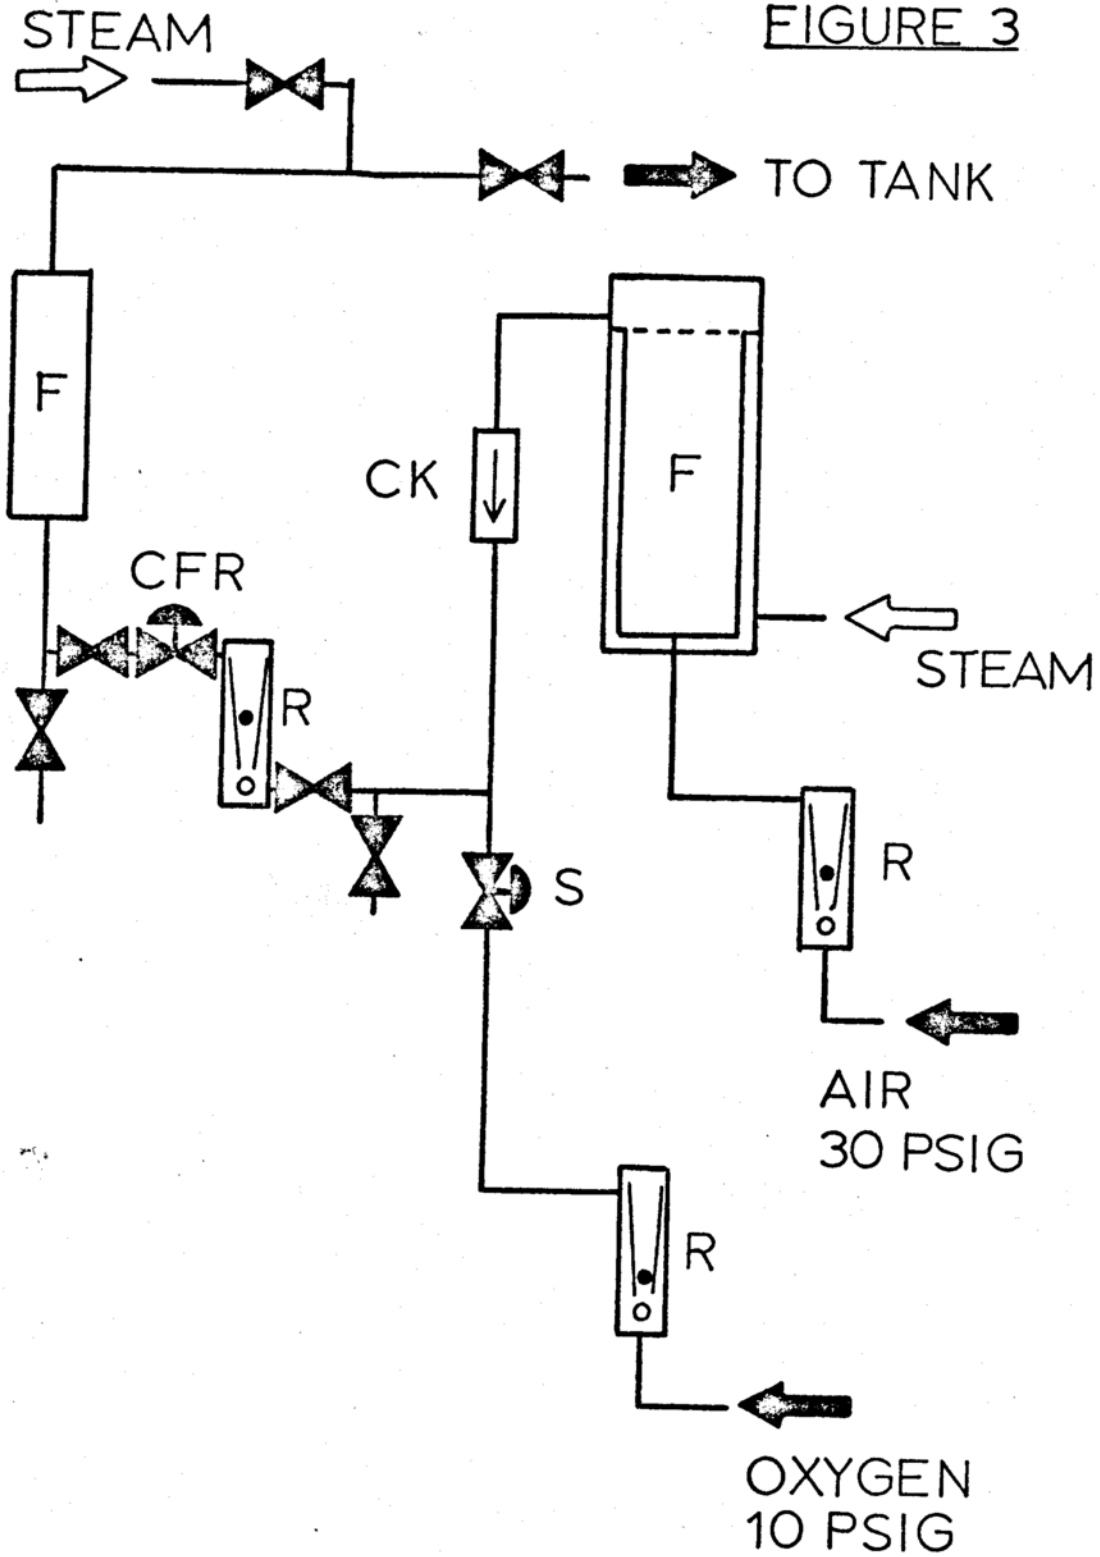 FIGURE 3
STEAM
TO TANK
F
F
CK
CFR
STEAM
R
R
S
AIR
30 PSIG
R
OXYGEN
10 PSIG